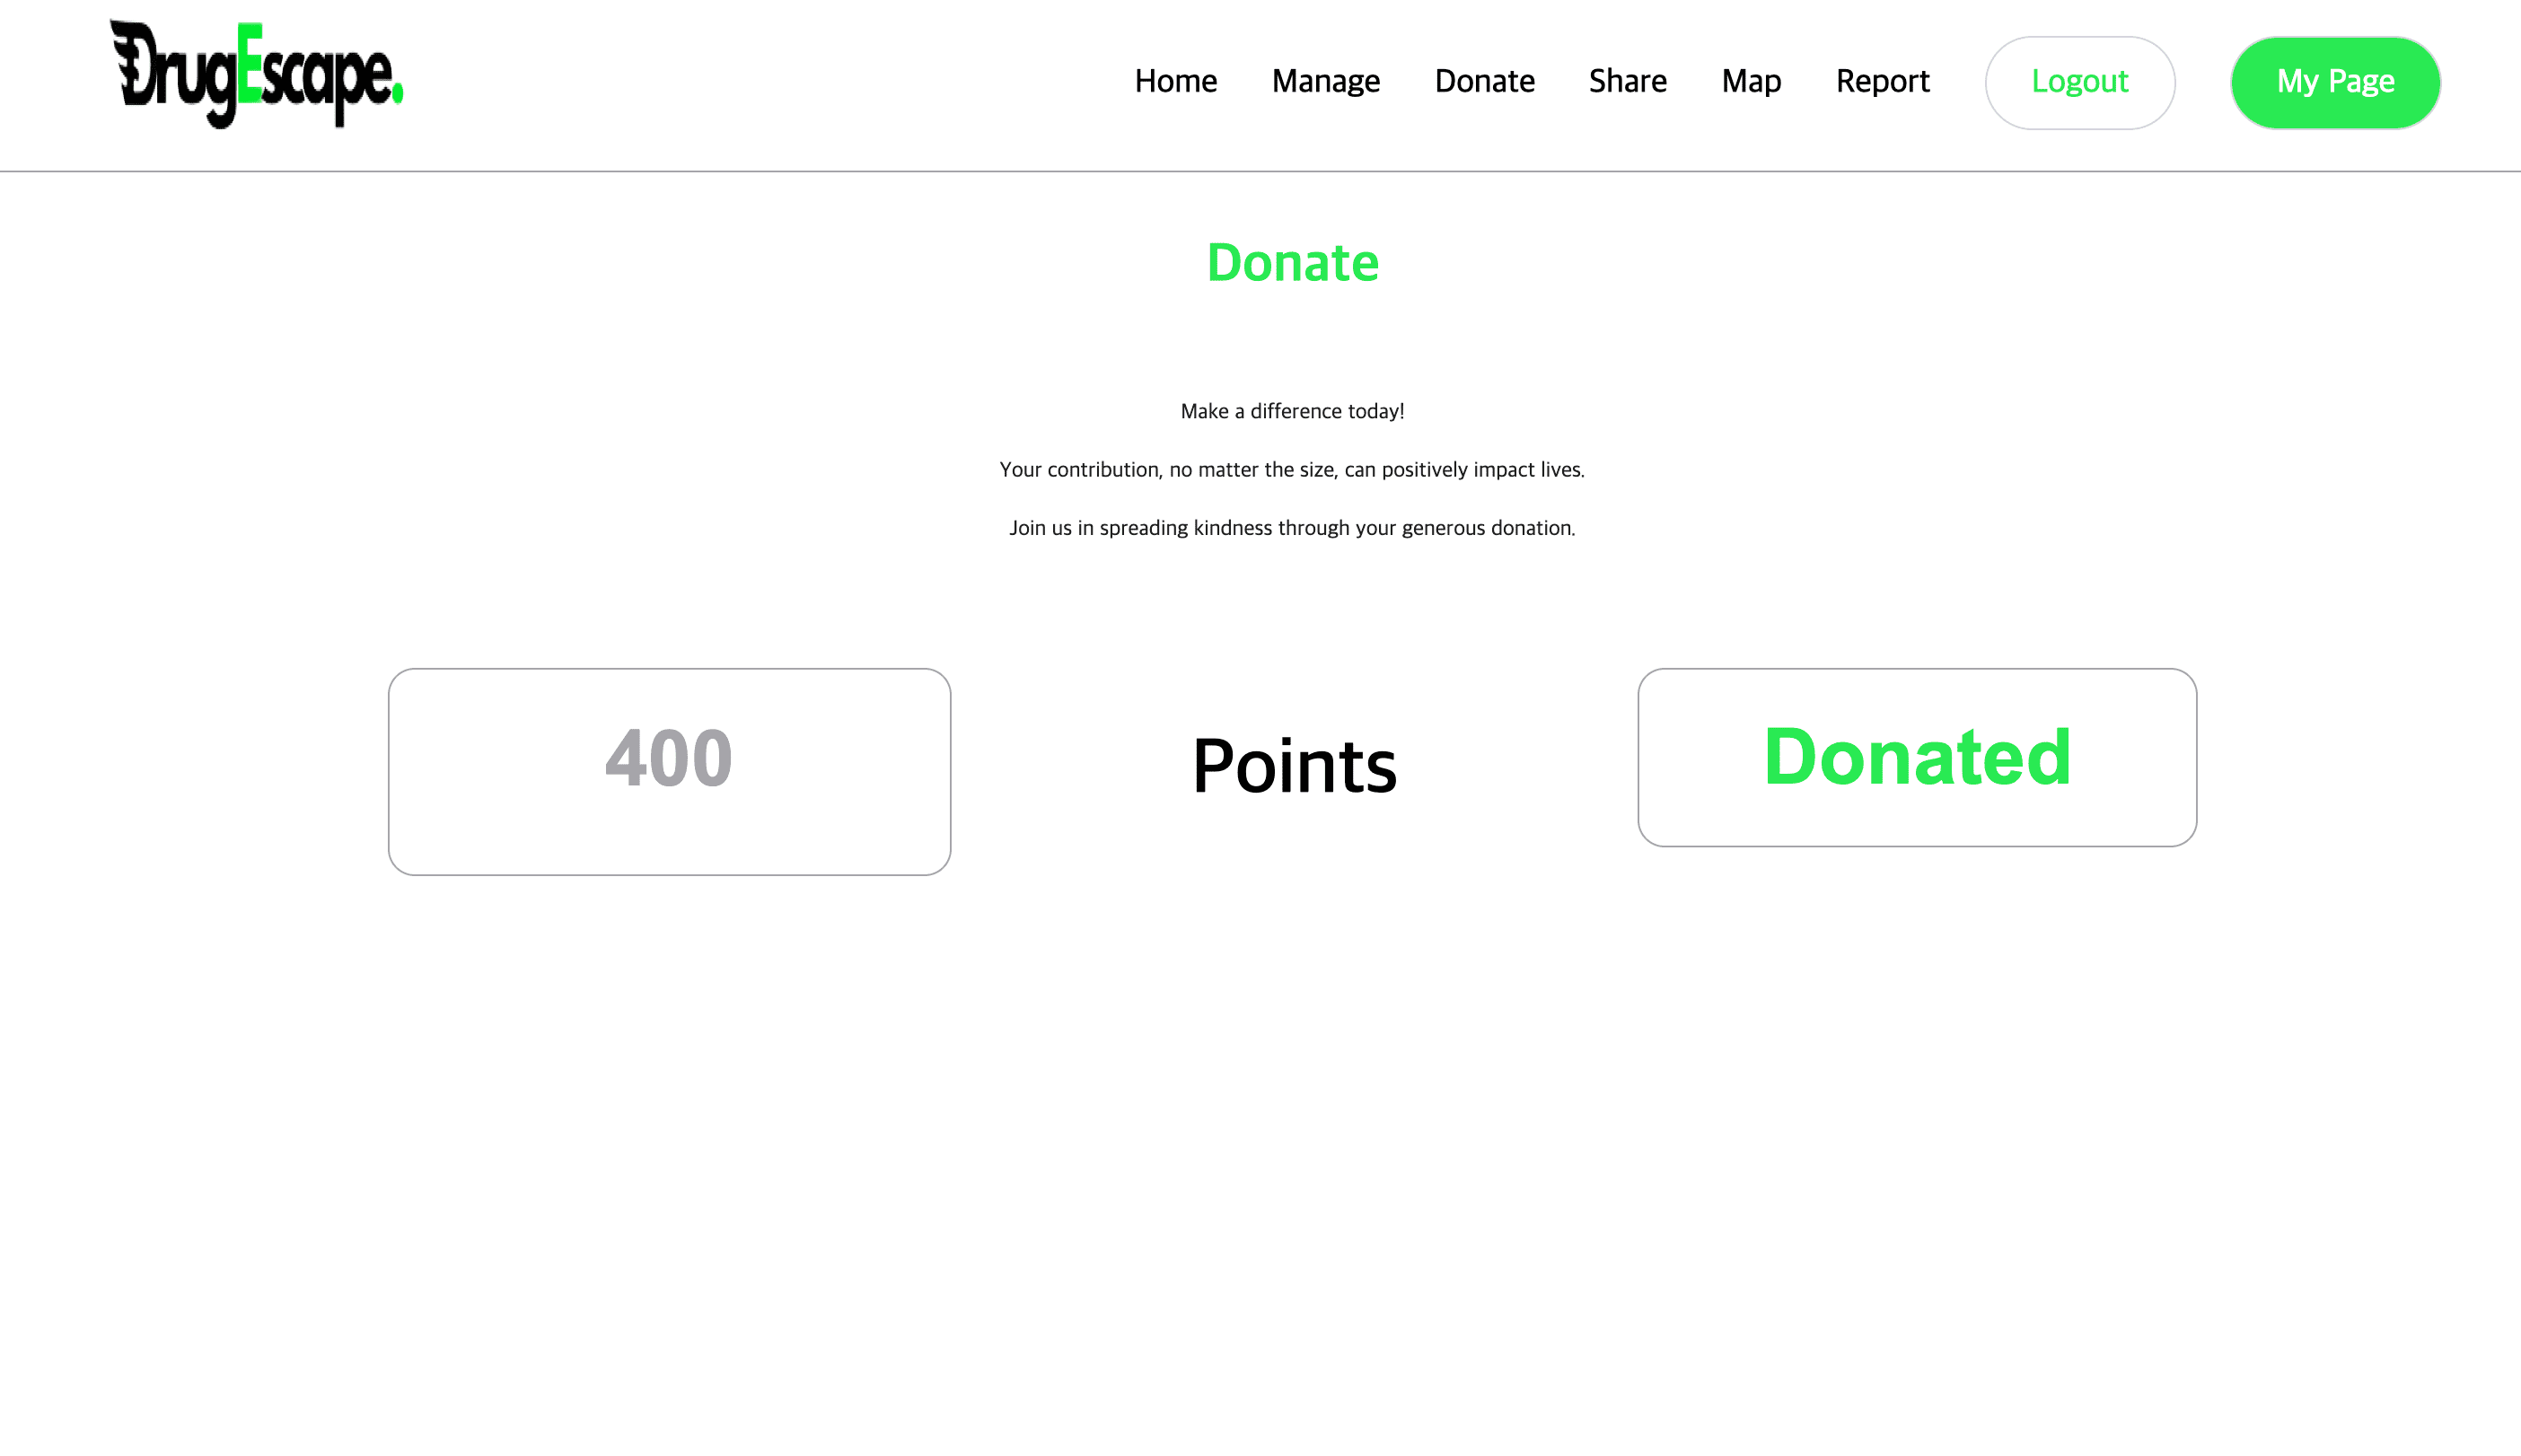 DrugEscape.
Home Manage Donate Share Map Report Logout My Page
Donate
Make a difference today!
Your contribution, no matter the size, can positively impact lives.
Join us in spreading kindness through your generous donation.
400 Points Donated